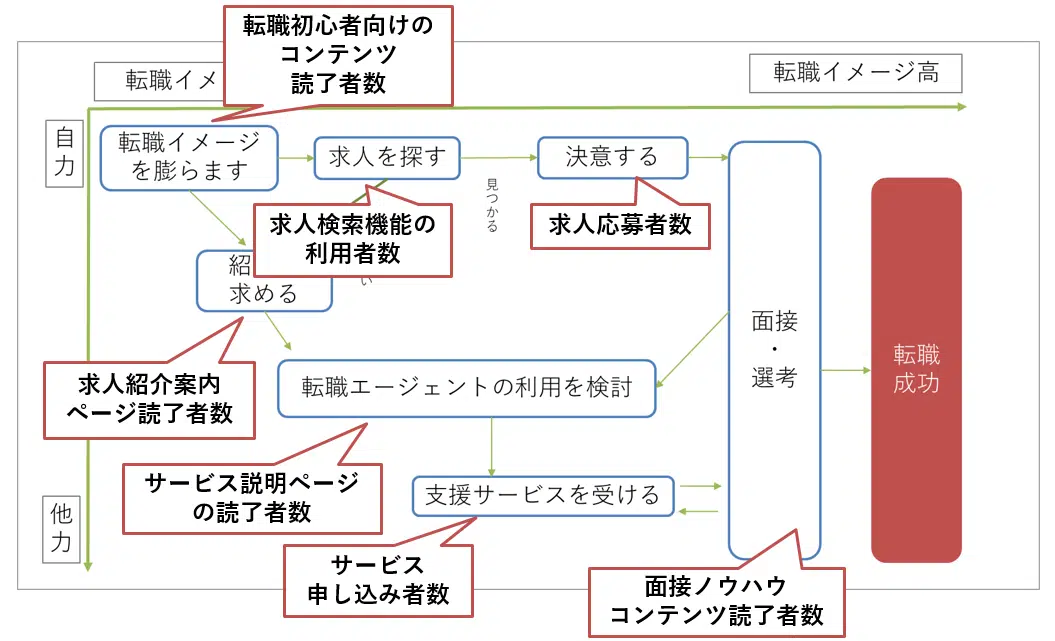 転職初心者向けの
コンテンツ
読了者数
転職イメ
転職イメージ高
自
力
転職イメージ
を膨らます
求人を探す
決意する
見つかる
求人検索機能の
利用者数
求人応募者数
紹
求める
い
面接
・
選考
転職
成功
求人紹介案内
ページ読了者数
転職エージェントの利用を検討
サービス説明ページ
の読了者数
支援サービスを受ける
他
力
サービス
申し込み者数
面接ノウハウ
コンテンツ読了者数